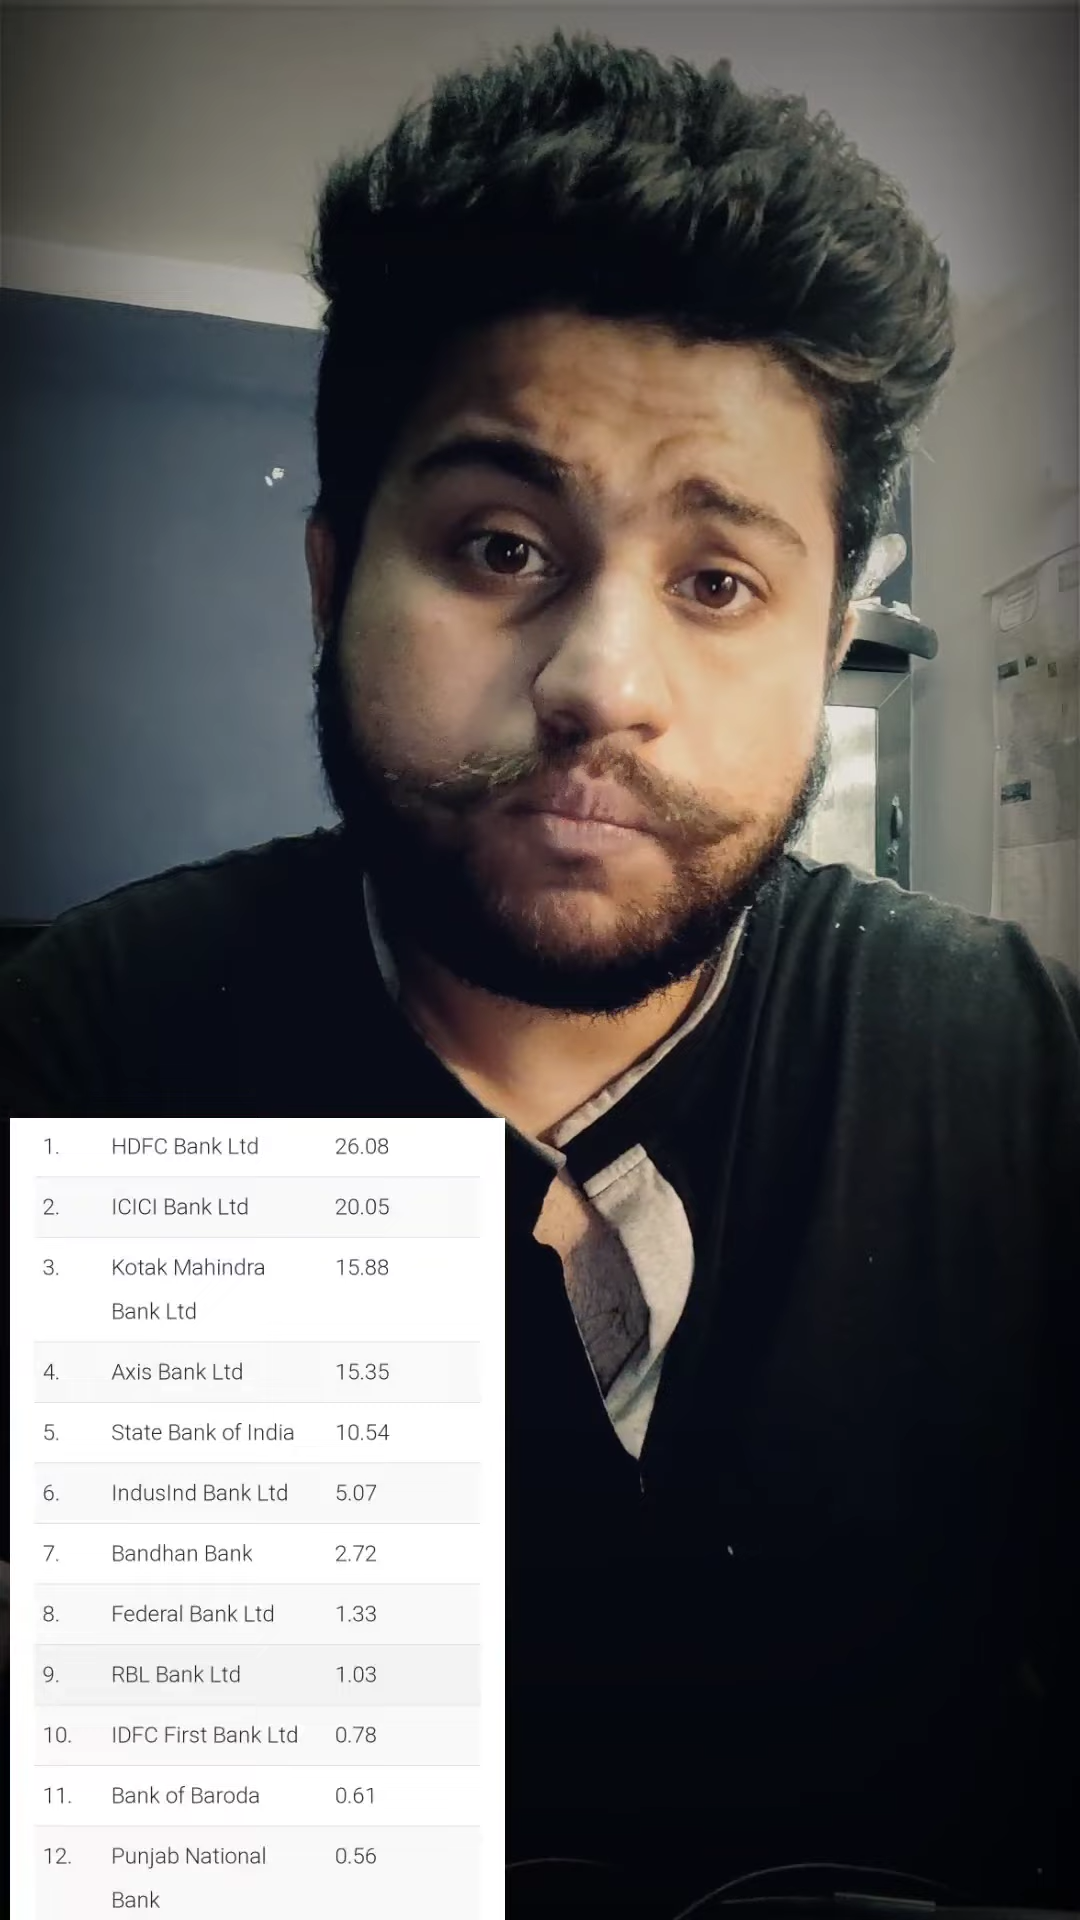 1. HDFC Bank Ltd 26.08
2. ICICI Bank Ltd 20.05
3. Kotak Mahindra 15.88
Bank Ltd
4. Axis Bank Ltd 15.35
5. State Bank of India 10.54
6. IndusInd Bank Ltd 5.07
7. Bandhan Bank 2.72
8. Federal Bank Ltd 1.33
9. RBL Bank Ltd 1.03
10. IDFC First Bank Ltd 0.78
11. Bank of Baroda 0.61
12. Punjab National 0.56
Bank